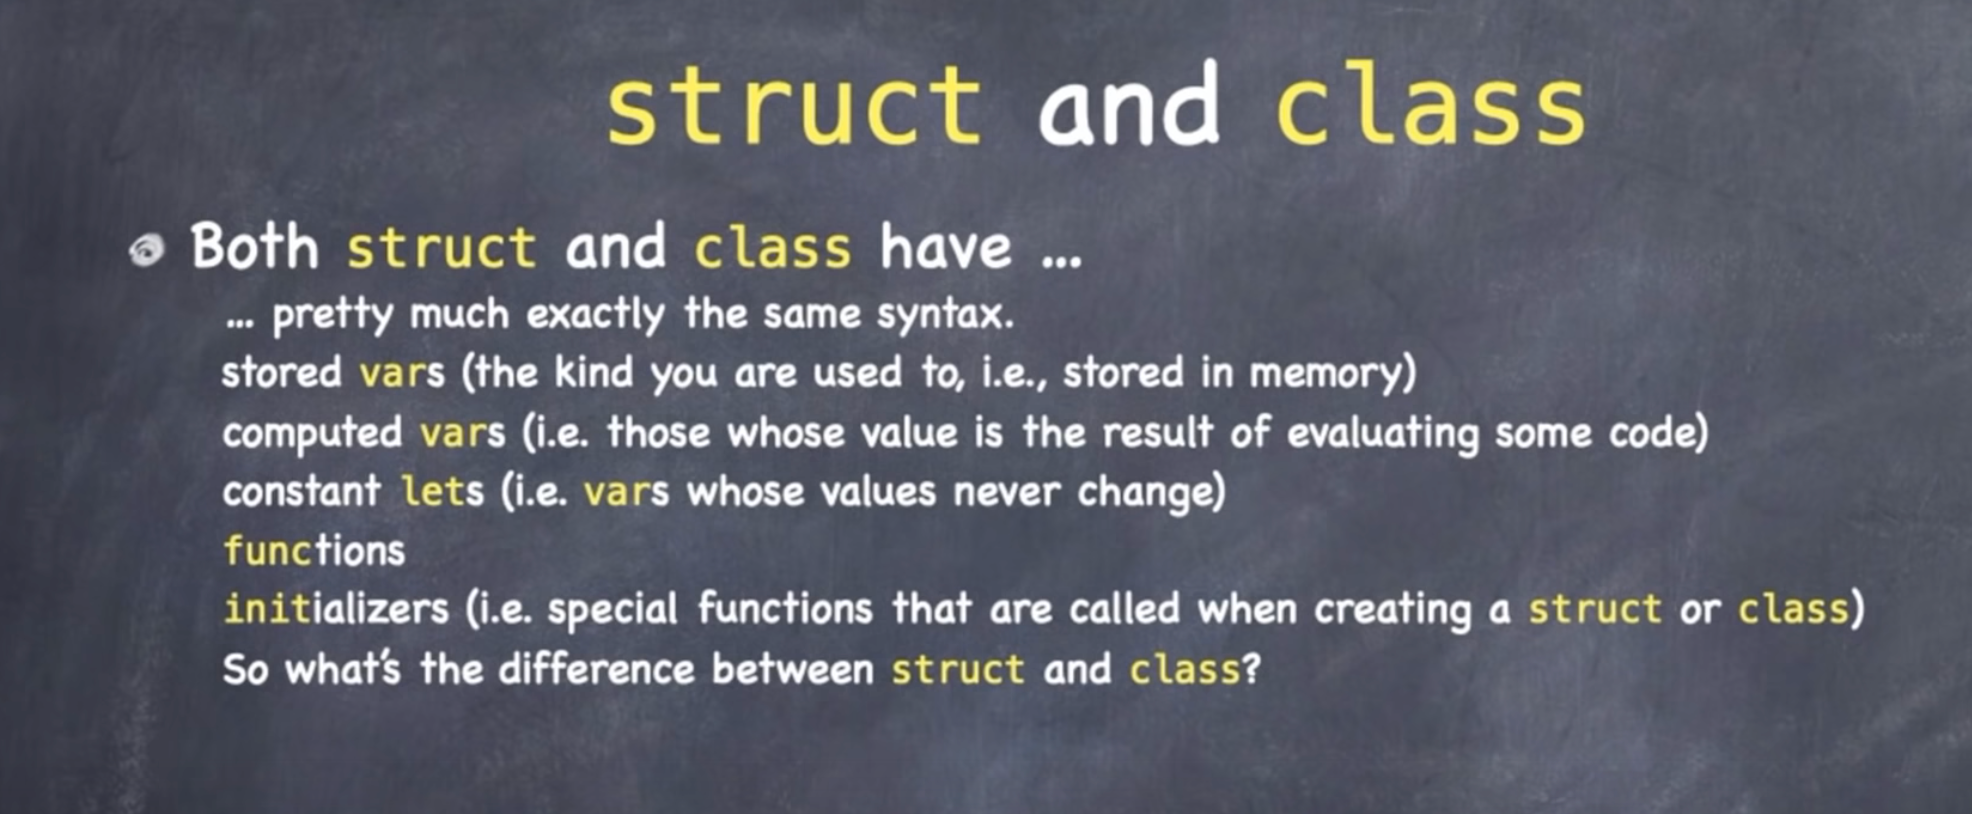 struct and class
Both struct and class have ...
... pretty much exactly the same syntax.
stored vars (the kind you are used to, i.e., stored in memory)
computed vars (i.e. those whose value is the result of evaluating some code)
constant lets (i.e. vars whose values never change)
functions
initializers (i.e. special functions that are called when creating a struct or class)
So what's the difference between struct and class?